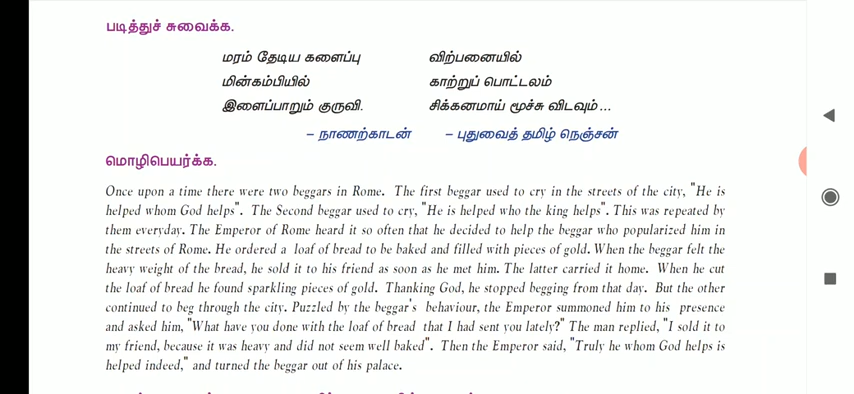 படித்துச் சுவைக்க.
மரம் தேடிய களைப்பு
மின்கம்பியில்
இளைப்பாறும் குருவி.
– நாணற்காடன்
விற்பனையில்
காற்றுப் பொட்டலம்
சிக்கனமாய் மூச்சு விடவும் ...
– புதுவைத் தமிழ் நெஞ்சன்
மொழிபெயர்க்க.
Once upon a time there were two beggars in Rome. The first beggar used to cry in the streets of the city, "He is
helped whom God helps". The Second beggar used to cry, "He is helped who the king helps". This was repeated by
them everyday. The Emperor of Rome heard it so often that he decided to help the beggar who popularized him in
the streets of Rome. He ordered a loaf of bread to be baked and filled with pieces of gold. When the beggar felt the
heavy weight of the bread, he sold it to his friend as soon as he met him. The latter carried it home. When he cut
the loaf of bread he found sparkling pieces of gold. Thanking God, he stopped begging from that day. But the other
continued to beg through the city. Puzzled by the beggar's behaviour, the Emperor summoned him to his presence
and asked him, "What have you done with the loaf of bread that I had sent you lately?" The man replied, "I sold it to
my friend, because it was heavy and did not seem well baked". Then the Emperor said, "Truly he whom God helps is
helped indeed," and turned the beggar out of his palace.